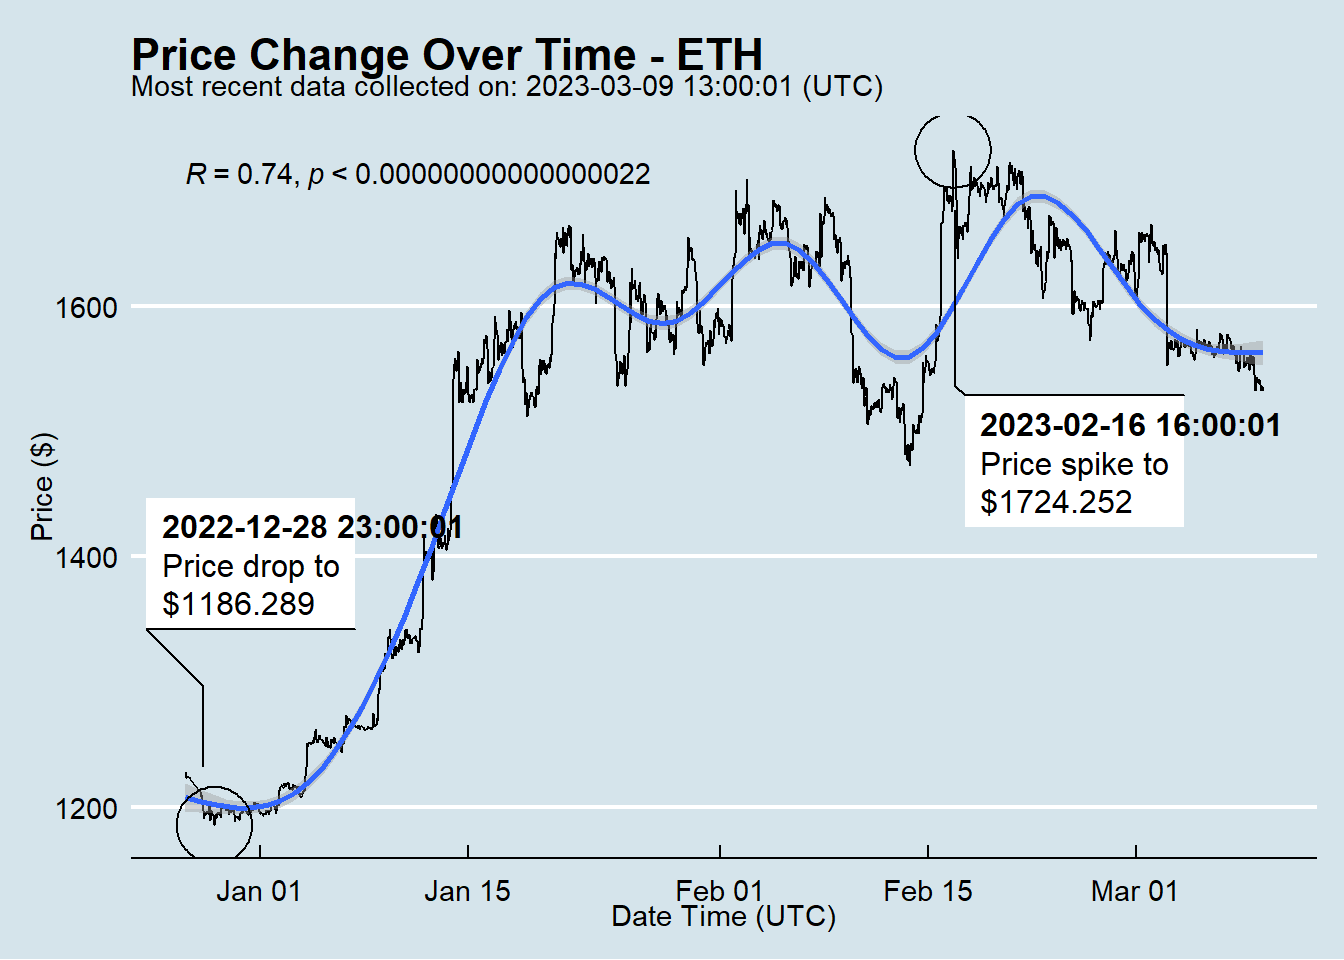 Price Change Over Time - ETH
Most recent data collected on: 2023-03-09 13:00:01 (UTC)
R = 0.74, p < 0.00000000000000022
1600
1400
1200
Price ($)
2023-02-16 16:00:01
Price spike to
$1724.252
2022-12-28 23:00:01
Price drop to
$1186.289
Jan 01
Jan 15
Feb 01
Feb 15
Mar 01
Date Time (UTC)